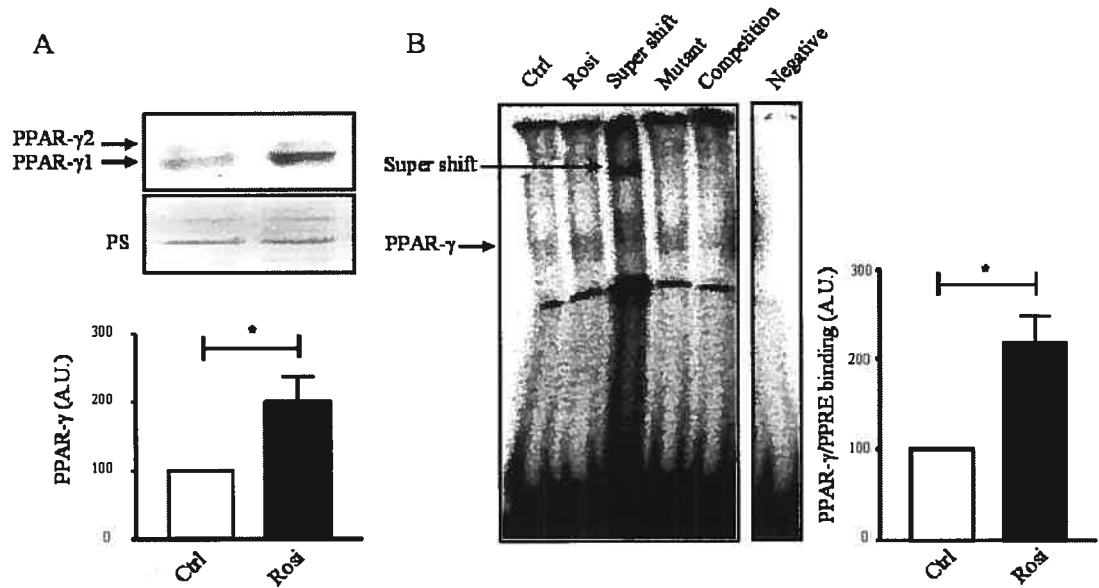 A
PPAR-γ2
PPAR-γ1
PS
PPAR-γ (A.U.)
300
200
100
0
Ctrl
Rosi
*
B
Ctrl
Rosi
Super shift
Mutant
Competition
Negative
Super shift
PPAR-γ
PPAR-γ/PPRE binding (A.U.)
300
200
100
0
Ctrl
Rosi
*